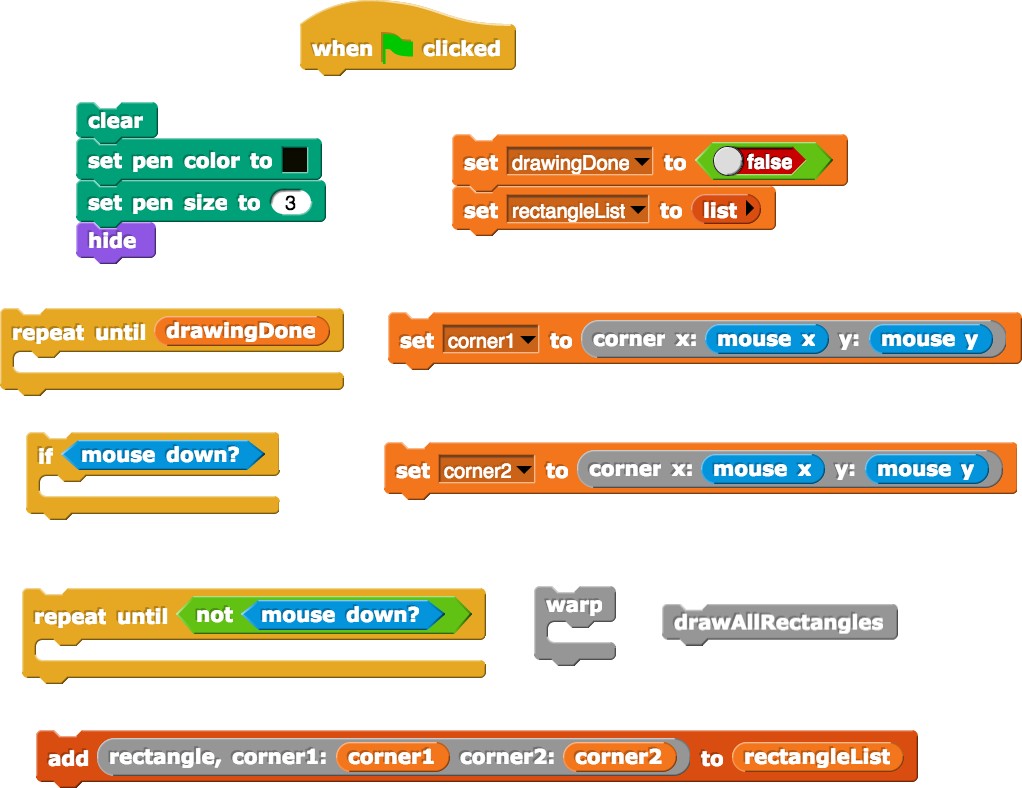 when clicked
clear
set pen color to
set pen size to 3
hide
set drawingDone to false
set rectangleList to list
repeat until drawingDone
set corner1 to corner x: mouse x y: mouse y
if mouse down?
set corner2 to corner x: mouse x y: mouse y
repeat until not mouse down?
warp
drawAllRectangles
add rectangle, corner1: corner1 corner2: corner2 to rectangleList